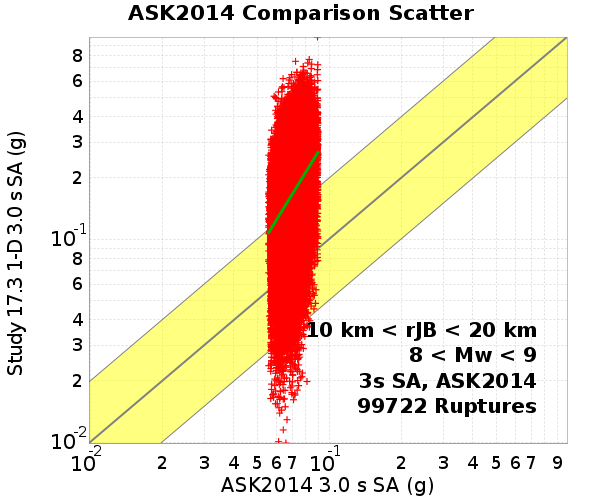 ASK2014 Comparison Scatter
8
6
4
3
2
10-1
8
6
4
3
2
10-2
Study 17.3 1-D 3.0 s SA (g)
10 km < rJB < 20 km
8 < Mw < 9
3s SA, ASK2014
99722 Ruptures
10-2 2 3 4 5 6 7 10-1 2 3 4 5 6 7 9
ASK2014 3.0 s SA (g)